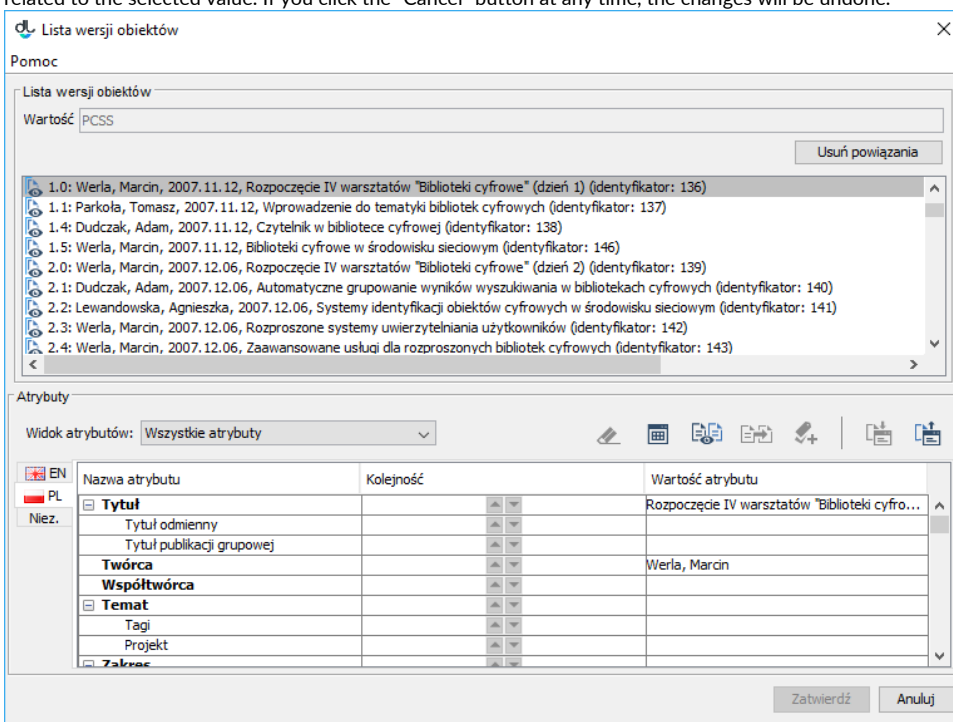 related to the selected value. If you click the "Cancel" button at any time, the changes will be undone.
Lista wersji obiektów
Pomoc
Lista wersji obiektów
Wartość PCSS
Usuń powiązania
1.0: Werla, Marcin, 2007.11.12, Rozpoczęcie IV warsztatów "Biblioteki cyfrowe" (dzień 1) (identyfikator: 136)
1.1: Parkoła, Tomasz, 2007.11.12, Wprowadzenie do tematyki bibliotek cyfrowych (identyfikator: 137)
1.4: Dudczak, Adam, 2007.11.12, Czytelnik w bibliotece cyfrowej (identyfikator: 138)
1.5: Werla, Marcin, 2007.11.12, Biblioteki cyfrowe w środowisku sieciowym (identyfikator: 146)
2.0: Werla, Marcin, 2007.12.06, Rozpoczęcie IV warsztatów "Biblioteki cyfrowe" (dzień 2) (identyfikator: 139)
2.1: Dudczak, Adam, 2007.12.06, Automatyczne grupowanie wyników wyszukiwania w bibliotekach cyfrowych (identyfikator: 140)
2.2: Lewandowska, Agnieszka, 2007.12.06, Systemy identyfikacji obiektów cyfrowych w środowisku sieciowym (identyfikator: 141)
2.3: Werla, Marcin, 2007.12.06, Rozproszone systemy uwierzytelniania użytkowników (identyfikator: 142)
2.4: Werla, Marcin, 2007.12.06, Zaawansowane usługi dla rozproszonych bibliotek cyfrowych (identyfikator: 143)
Atrybuty
Widok atrybutów: Wszystkie atrybuty
EN
PL
Niez.
Nazwa atrybutu Kolejność Wartość atrybutu
Tytuł Rozpoczęcie IV warsztatów "Biblioteki cyfro...
Tytuł odmienny
Tytuł publikacji grupowej
Twórca Werla, Marcin
Współtwórca
Temat
Tagi
Projekt
Zakres
Zatwierdź Anuluj